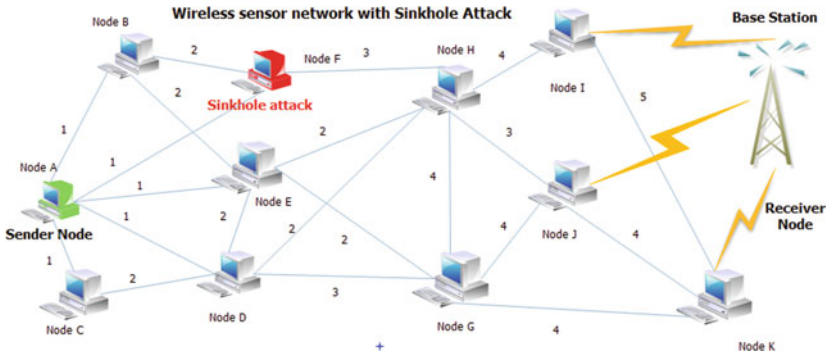 Wireless sensor network with Sinkhole Attack
Node B
2
Node F
3
Node H
4
Node I
Base Station
Sinkhole attack
2
5
1
1
2
3
Node A
1
Node E
4
Sender Node
1
2
2
2
4
Node J
4
Receiver
Node
1
2
3
Node C
Node D
Node G
4
Node K